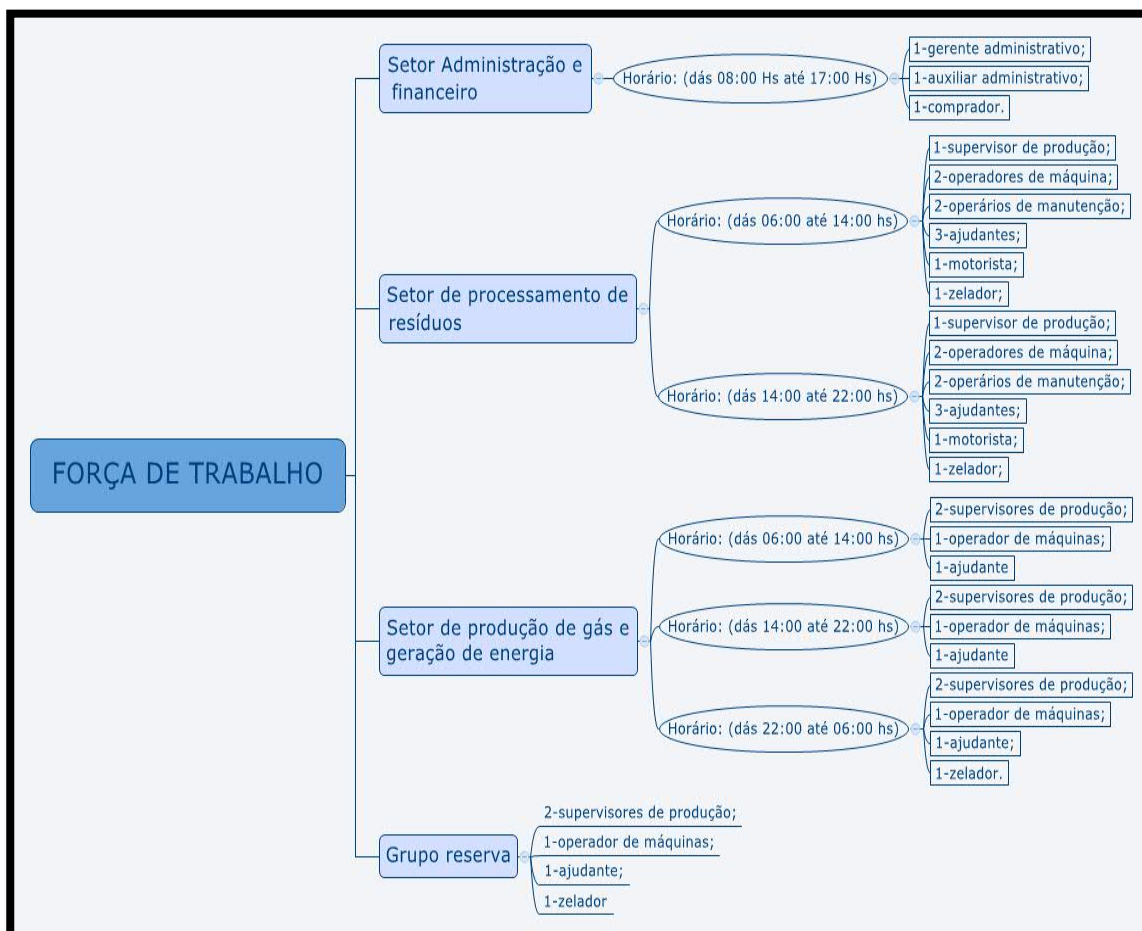 FORÇA DE TRABALHO
Setor Administração e
financeiro
Horário: (dás 08:00 Hs até 17:00 Hs)
1-gerente administrativo;
1-auxiliar administrativo;
1-comprador.
Setor de processamento de
resíduos
Horário: (dás 06:00 até 14:00 hs)
1-supervisor de produção;
2-operadores de máquina;
2-operários de manutenção;
3-ajudantes;
1-motorista;
1-zelador;
Horário: (dás 14:00 até 22:00 hs)
1-supervisor de produção;
2-operadores de máquina;
2-operários de manutenção;
3-ajudantes;
1-motorista;
1-zelador;
Setor de produção de gás e
geração de energia
Horário: (dás 06:00 até 14:00 hs)
2-supervisores de produção;
1-operador de máquinas;
1-ajudante
Horário: (dás 14:00 até 22:00 hs)
2-supervisores de produção;
1-operador de máquinas;
1-ajudante
Horário: (dás 22:00 até 06:00 hs)
2-supervisores de produção;
1-operador de máquinas;
1-ajudante;
1-zelador.
Grupo reserva
2-supervisores de produção;
1-operador de máquinas;
1-ajudante;
1-zelador